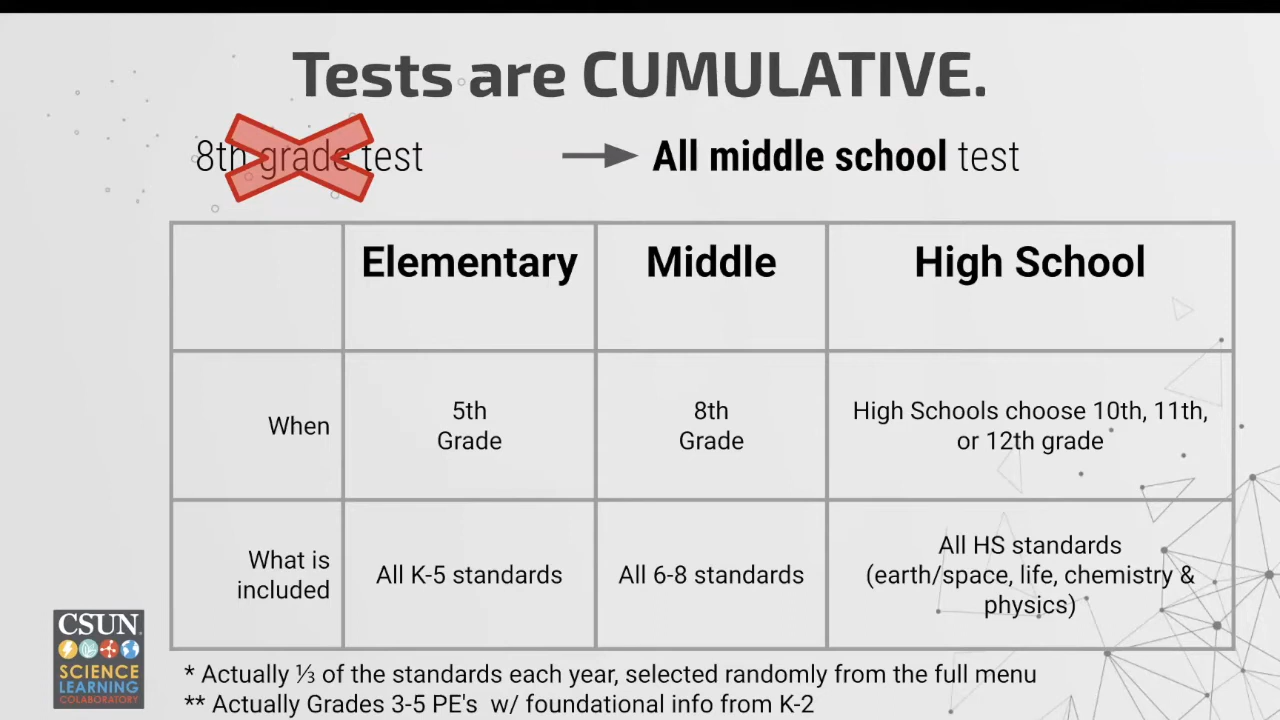 Tests are CUMULATIVE.
8th grade test
All middle school test
Elementary
Middle
High School
When
5th
Grade
8th
Grade
High Schools choose 10th, 11th,
or 12th grade
What is
included
All K-5 standards
All 6-8 standards
All HS standards
(earth/space, life, chemistry &
physics)
* Actually ⅓ of the standards each year, selected randomly from the full menu
** Actually Grades 3-5 PE's w/ foundational info from K-2
CSUN
SCIENCE
LEARNING
COLLABORATORY